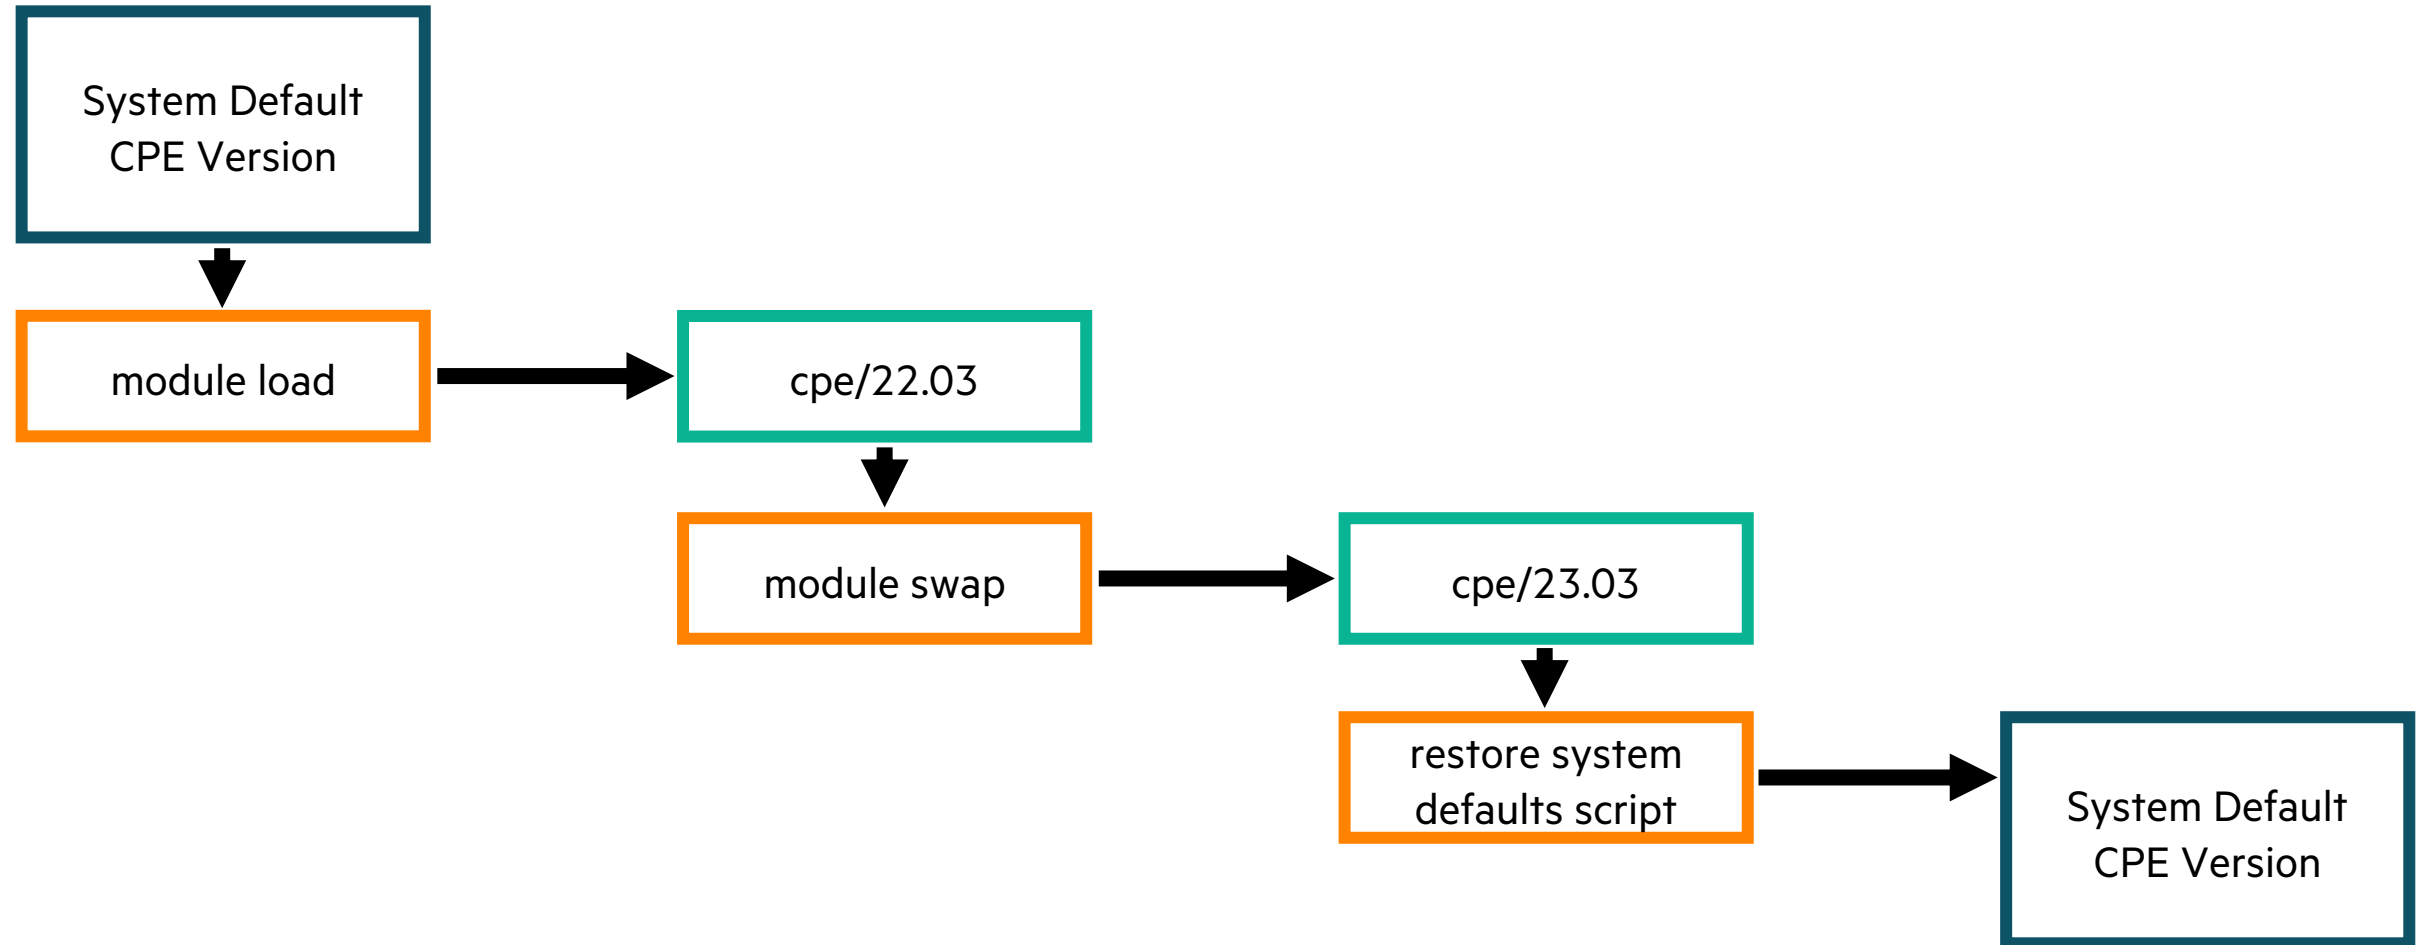 System Default
CPE Version
module load
cpe/22.03
module swap
cpe/23.03
restore system
defaults script
System Default
CPE Version